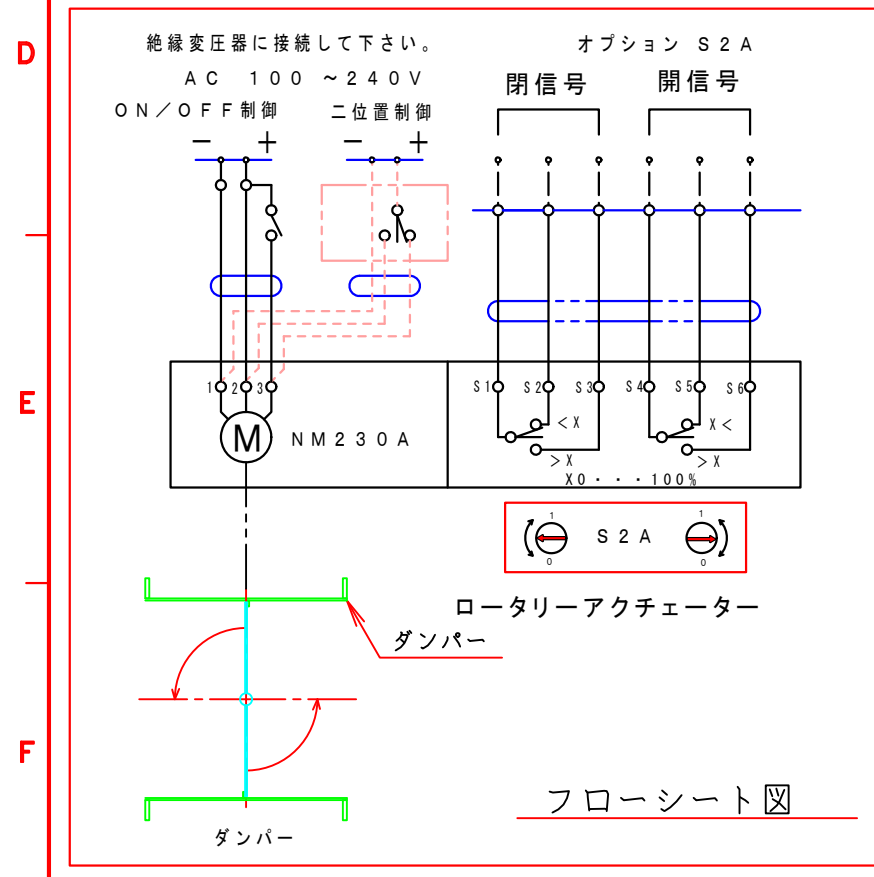 D
絶縁変圧器に接続して下さい。
オプション S2A
AC 100 ~240V
閉信号 開信号
ON/OFF制御 二位置制御
− + − +
E
1 2 3 S1 S2 S3 S4 S5 S6
M NM230A
<X X<
>X >X
X0・・・100%
1 1
S2A
0 0
ロータリーアクチェーター
ダンパー
F
フローシート図
ダンパー